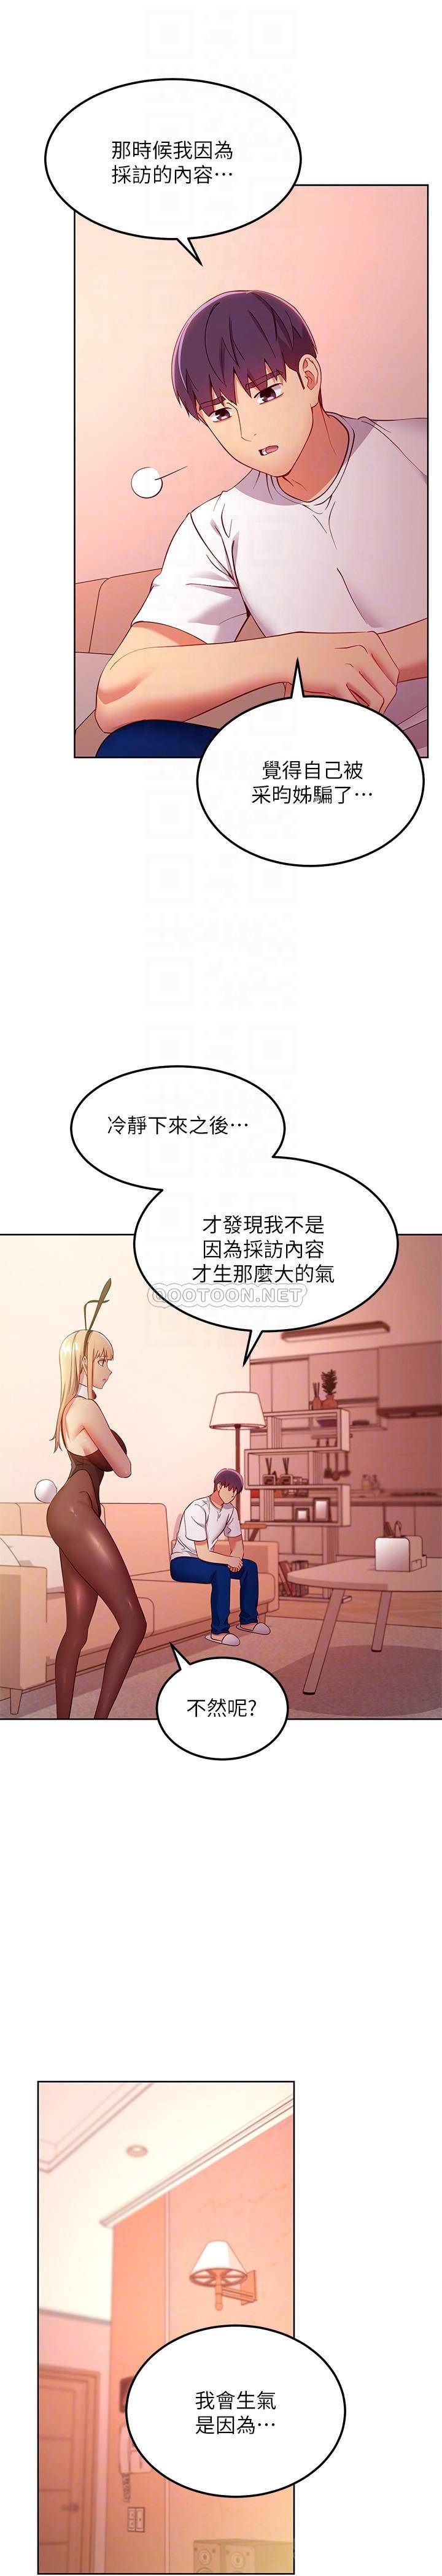 那時候我因為
採訪的內容…
覺得自己被
采昀姊騙了…
冷靜下來之後…
才發現我不是
因為採訪內容
才生那麼大的氣
TOOTOON.NET
不然呢?
我會生氣
是因為…